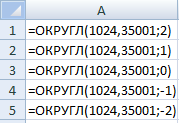 A
1 =ОКРУГЛ(1024,35001;2)
2 =ОКРУГЛ(1024,35001;1)
3 =ОКРУГЛ(1024,35001;0)
4 =ОКРУГЛ(1024,35001;-1)
5 =ОКРУГЛ(1024,35001;-2)